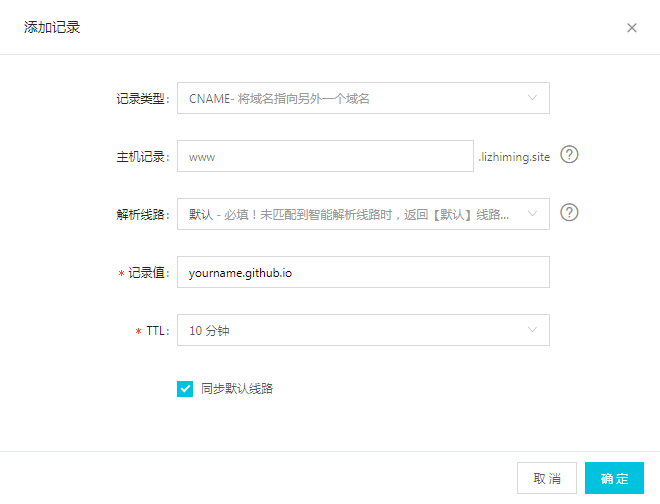 添加记录
记录类型: CNAME- 将域名指向另外一个域名
主机记录: www .lizhiming.site ?
解析线路: 默认 - 必填！未匹配到智能解析线路时，返回【默认】线路... ?
* 记录值: yourname.github.io
* TTL: 10 分钟
同步默认线路
取消 确定